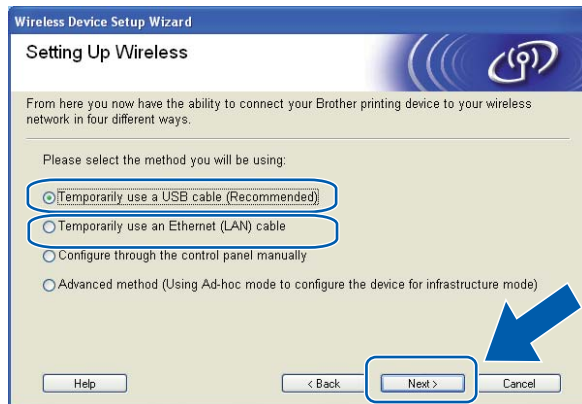 Wireless Device Setup Wizard
Setting Up Wireless
From here you now have the ability to connect your Brother printing device to your wireless
network in four different ways.
Please select the method you will be using:
Temporarily use a USB cable (Recommended)
Temporarily use an Ethernet (LAN) cable
Configure through the control panel manually
Advanced method (Using Ad-hoc mode to configure the device for infrastructure mode)
Help
< Back
Next >
Cancel